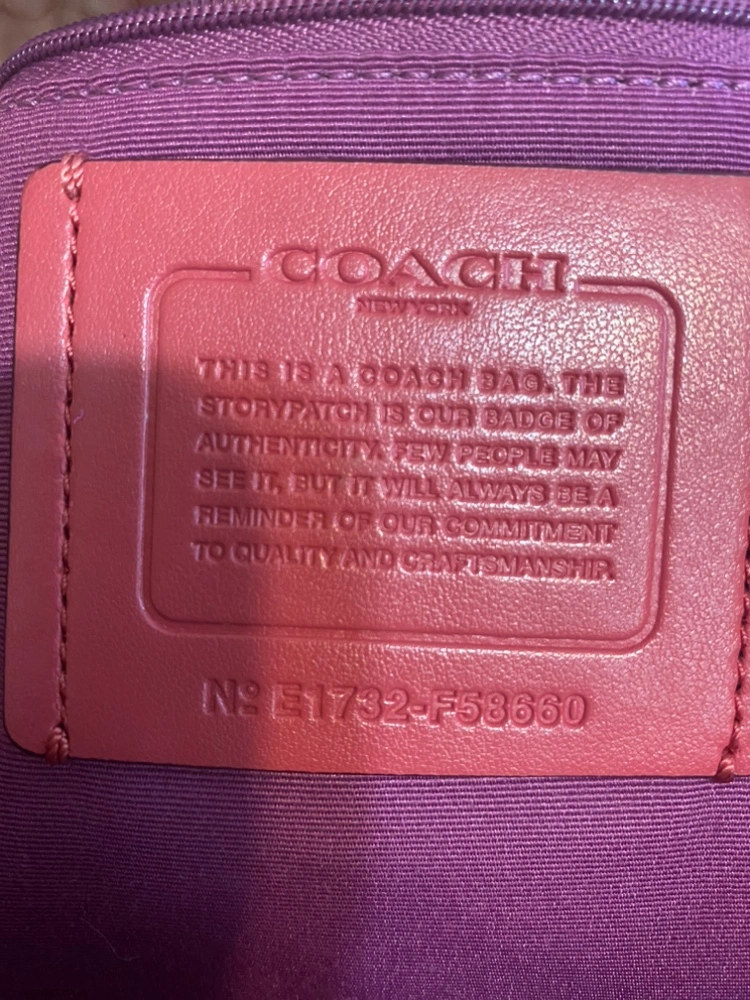 COACH
NEW YORK
THIS IS A COACH BAG. THE
STORYPATCH IS OUR BADGE OF
AUTHENTICITY. FEW PEOPLE MAY
SEE IT, BUT IT WILL ALWAYS BE A
REMINDER OF OUR COMMITMENT
TO QUALITY AND CRAFTSMANSHIP.
Nº E1732-F58660